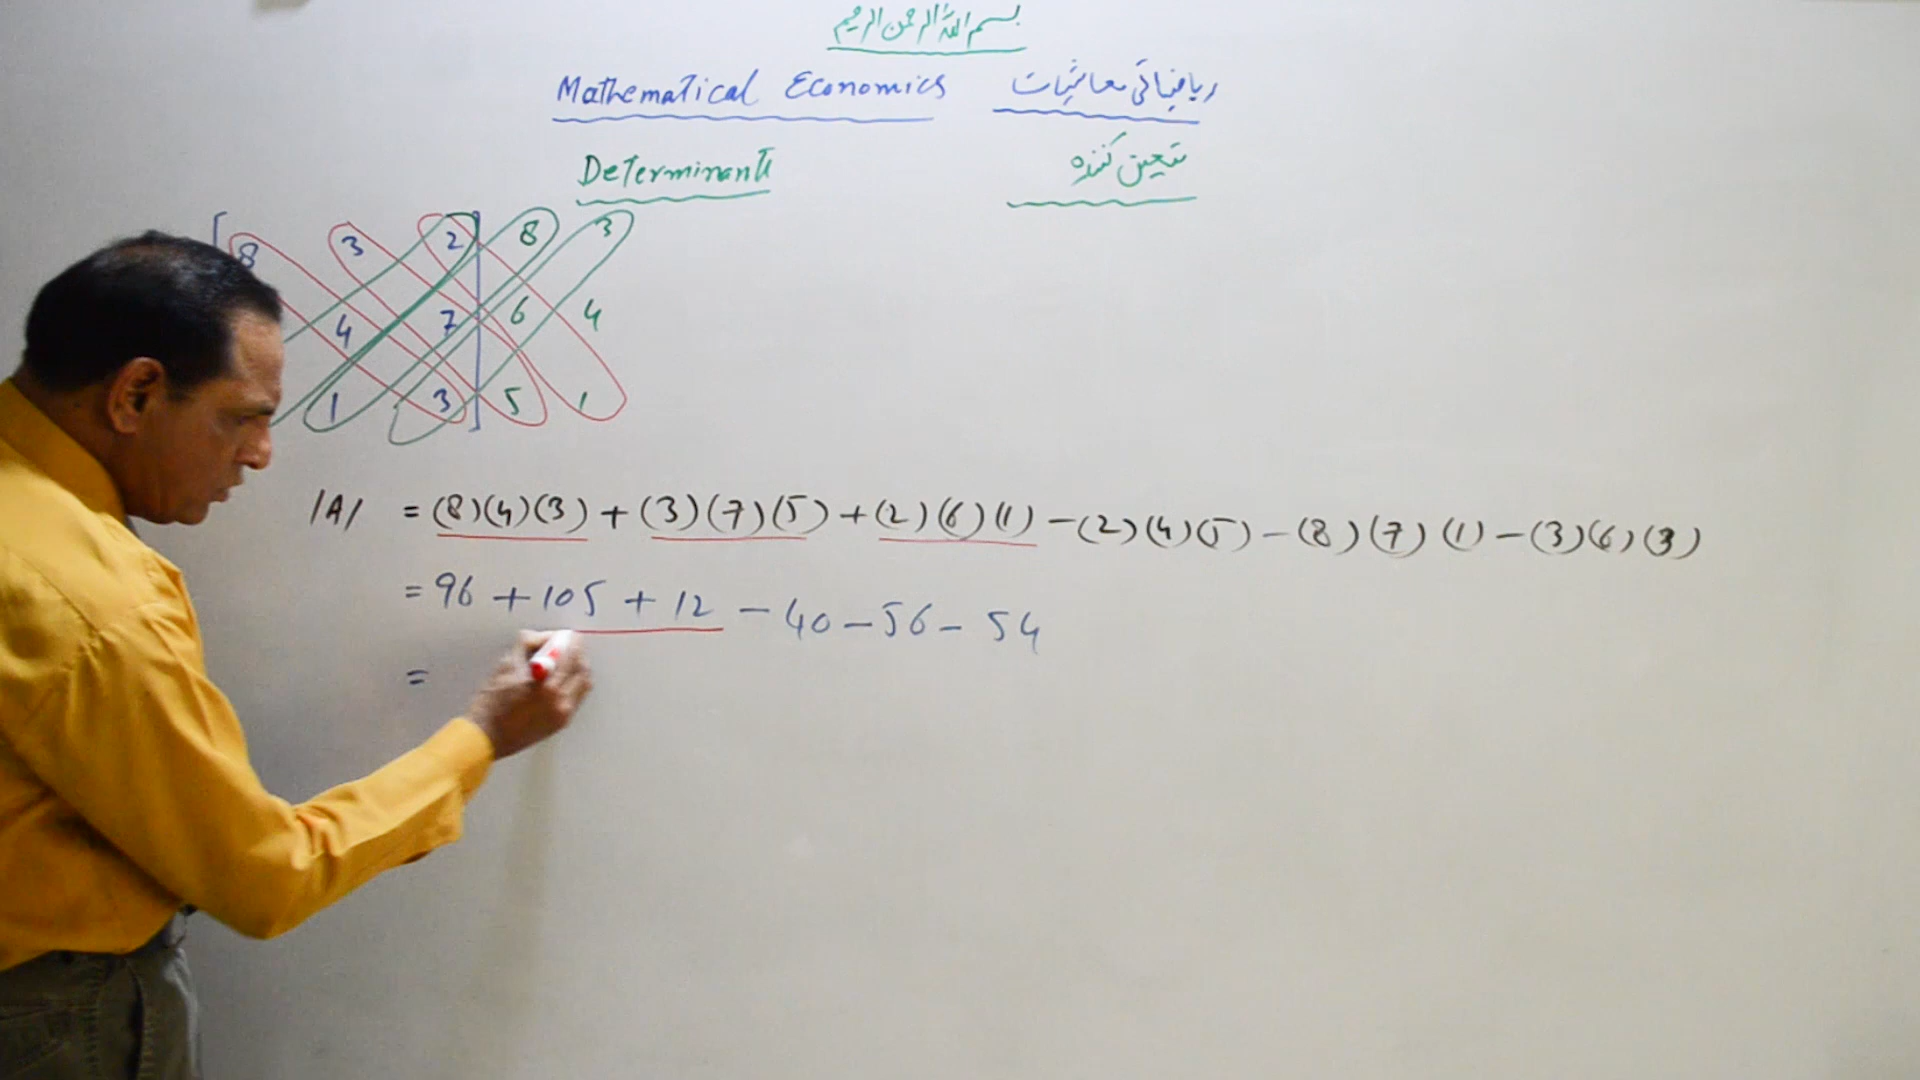 بسم اللہ الرحمن الرحیم
Mathematical Economics ریاضیاتی معاشیات
Determinants متعین کنندہ
8 3 2 8 3
4 7 6 4
1 3 5 1
|A| = (8)(4)(3) + (3)(7)(5) + (2)(6)(1) - (2)(4)(5) - (8)(7)(1) - (3)(6)(3)
= 96 + 105 + 12 - 40 - 56 - 54
=